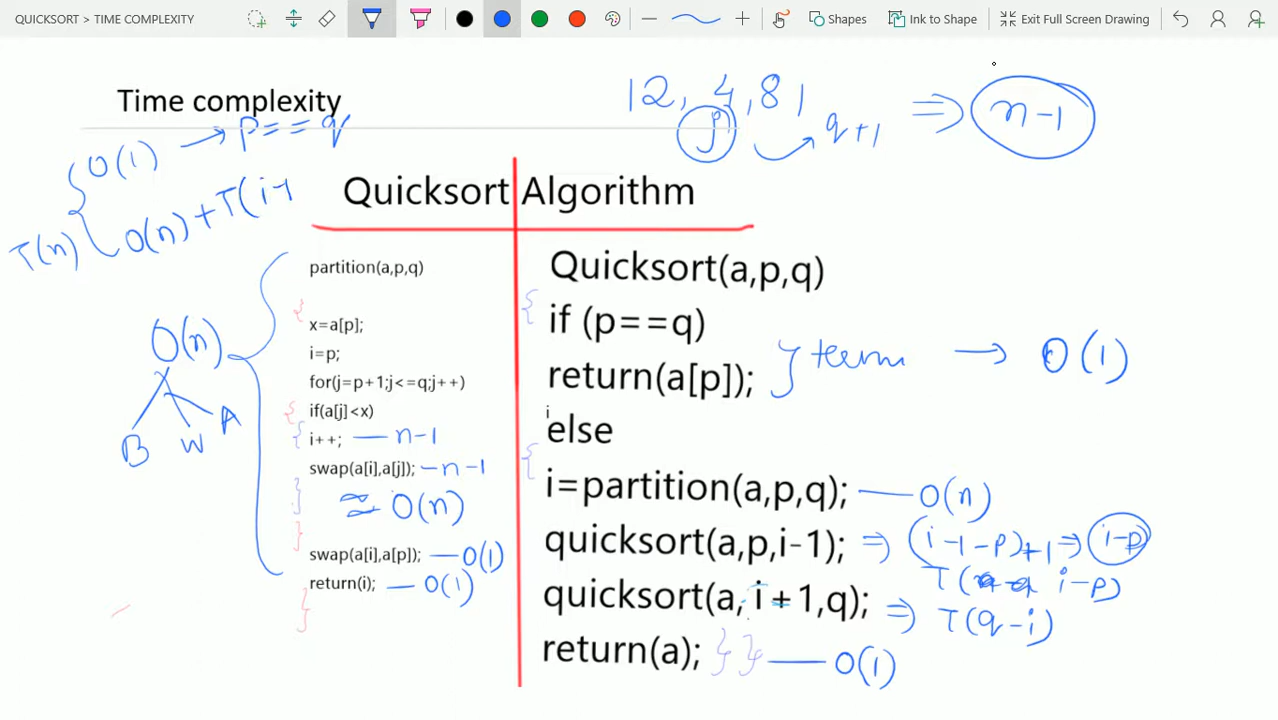 QUICKSORT > TIME COMPLEXITY
Shapes
Ink to Shape
Exit Full Screen Drawing
Time complexity
12, 4, 8,
j
q+1
⇒ n-1
O(1) → p==q
T(n)
O(n)+T(i-
Quicksort Algorithm
partition(a,p,q)
{
x=a[p];
i=p;
for(j=p+1;j<=q;j++)
{ if(a[j]<x)
{ i++; — n-1
swap(a[i],a[j]); — n-1
} ≈ O(n)
}
swap(a[i],a[p]); — O(1)
return(i); — O(1)
}
O(n)
B W A
Quicksort(a,p,q)
{ if (p==q)
return(a[p]); } term → O(1)
i
else
{
i=partition(a,p,q); — O(n)
quicksort(a,p,i-1); ⇒ (i-1-p)+1 ⇒ i-p
T( i-p)
quicksort(a, i+1,q); ⇒ T(q-i)
return(a); } } — O(1)